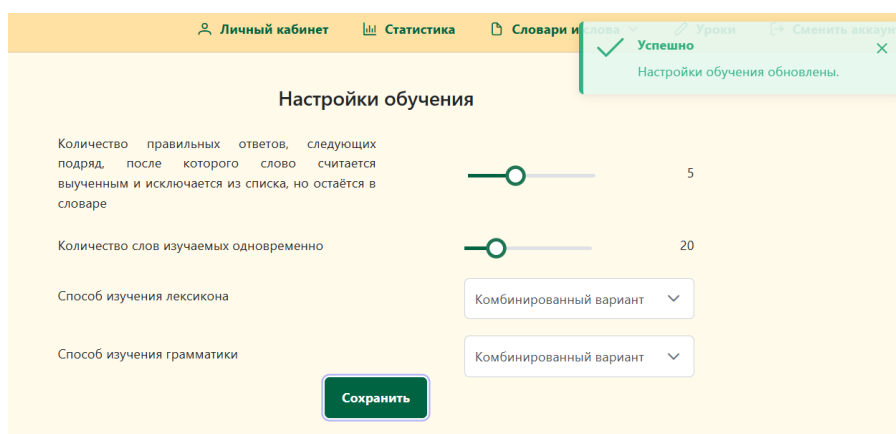 Личный кабинет Статистика Словари и слова Уроки Сменить аккаун
Успешно
Настройки обучения обновлены.
Настройки обучения
Количество правильных ответов, следующих
подряд, после которого слово считается
выученным и исключается из списка, но остаётся в
словаре
5
Количество слов изучаемых одновременно 20
Способ изучения лексикона Комбинированный вариант
Способ изучения грамматики Комбинированный вариант
Сохранить